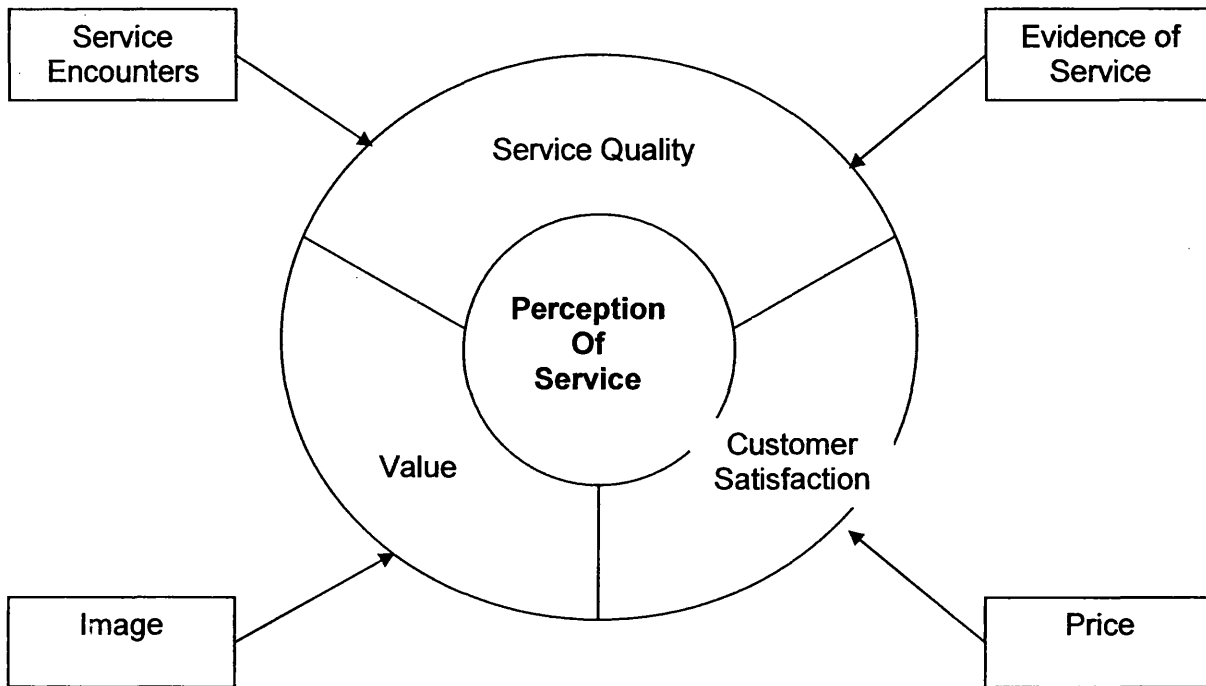 Service
Encounters
Evidence of
Service
Service Quality
Perception
Of
Service
Customer
Satisfaction
Value
Image
Price